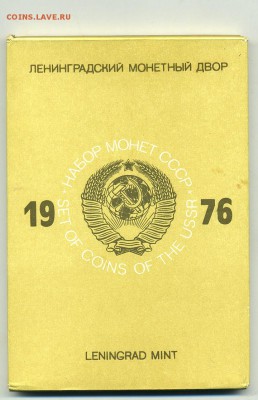 COINS.LAVE.RU
ЛЕНИНГРАДСКИЙ МОНЕТНЫЙ ДВОР
НАБОР МОНЕТ СССР
19 76
SET OF COINS OF THE USSR
LENINGRAD MINT